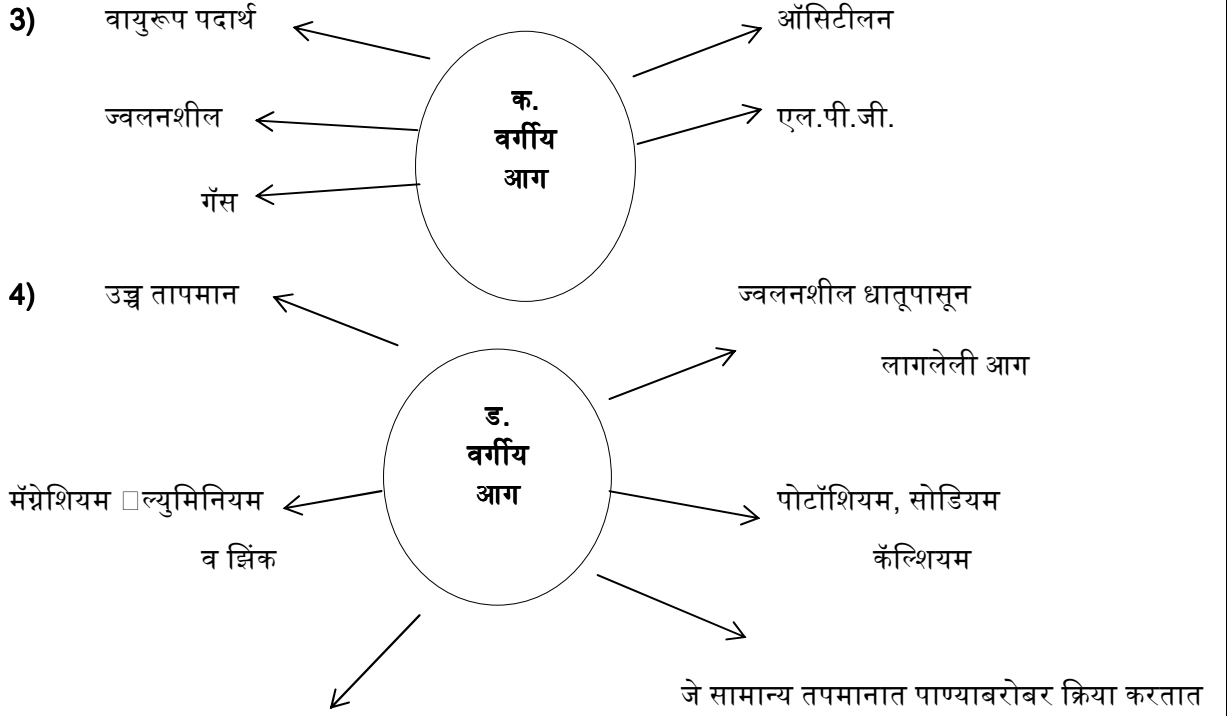 3) वायुरूप पदार्थ
ऑसिटीलन
ज्वलनशील
एल.पी.जी.
गॅस
क.
वर्गीय
आग
4) उच्च तापमान
ज्वलनशील धातूपासून
लागलेली आग
ड.
वर्गीय
आग
मॅग्नेशियम □ल्युमिनियम
व झिंक
पोटॉशियम, सोडियम
कॅल्शियम
जे सामान्य तपमानात पाण्याबरोबर क्रिया करतात